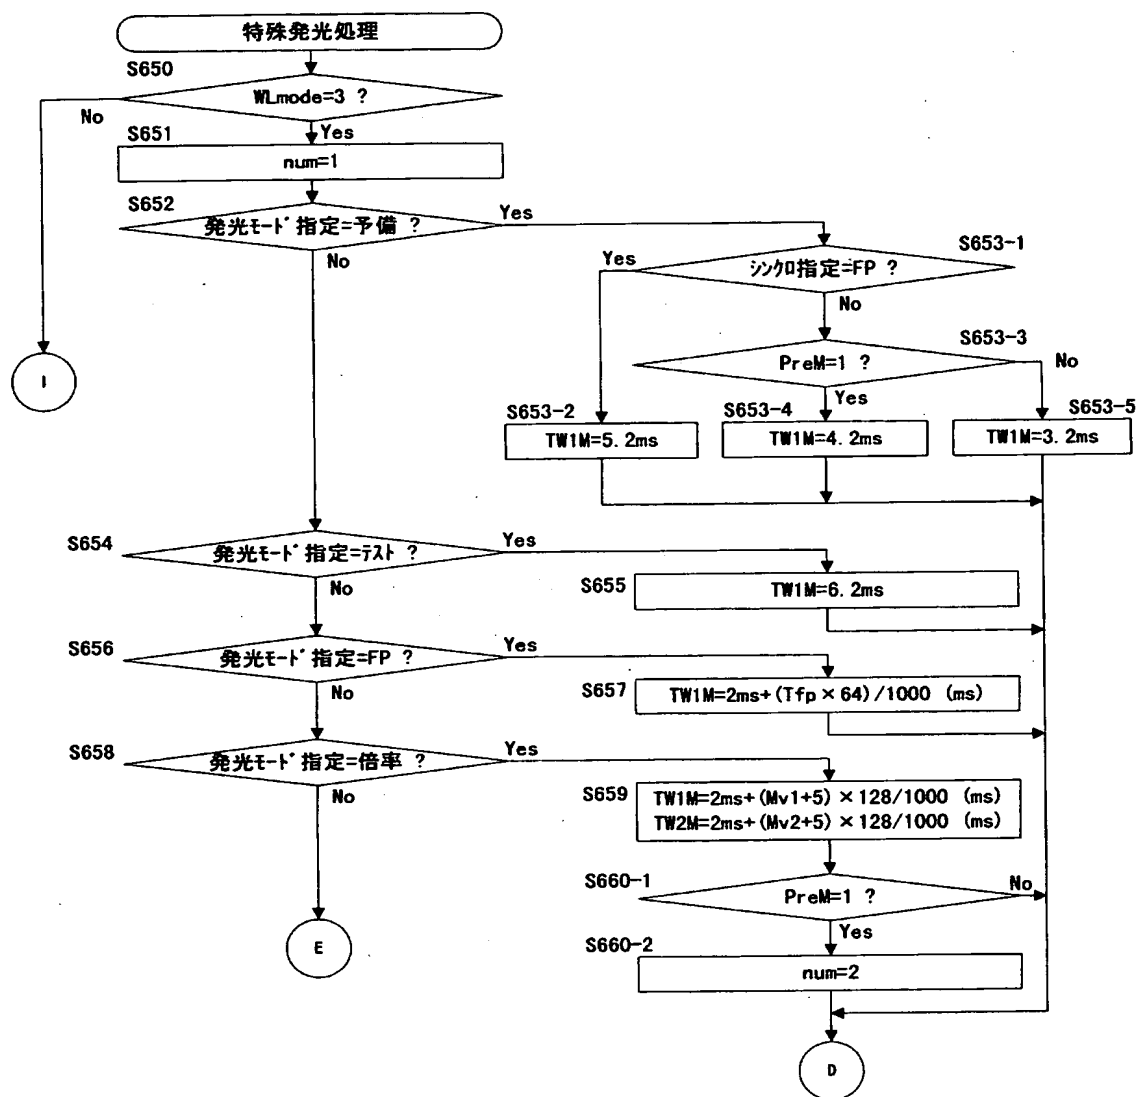 特殊発光処理
S650
WLmode=3 ?
No
Yes
S651
num=1
S652
発光ﾓｰﾄﾞ指定=予備 ?
Yes
No
S653-1
ｼﾝｸﾛ指定=FP ?
Yes
No
S653-3
PreM=1 ?
No
Yes
1
S653-2
TW1M=5.2ms
S653-4
TW1M=4.2ms
S653-5
TW1M=3.2ms
S654
発光ﾓｰﾄﾞ指定=ﾃｽﾄ ?
Yes
No
S655
TW1M=6.2ms
S656
発光ﾓｰﾄﾞ指定=FP ?
Yes
No
S657
TW1M=2ms+(Tfp×64)/1000 (ms)
S658
発光ﾓｰﾄﾞ指定=倍率 ?
Yes
No
S659
TW1M=2ms+(Mv1+5)×128/1000 (ms)
TW2M=2ms+(Mv2+5)×128/1000 (ms)
S660-1
PreM=1 ?
No
Yes
E
S660-2
num=2
D